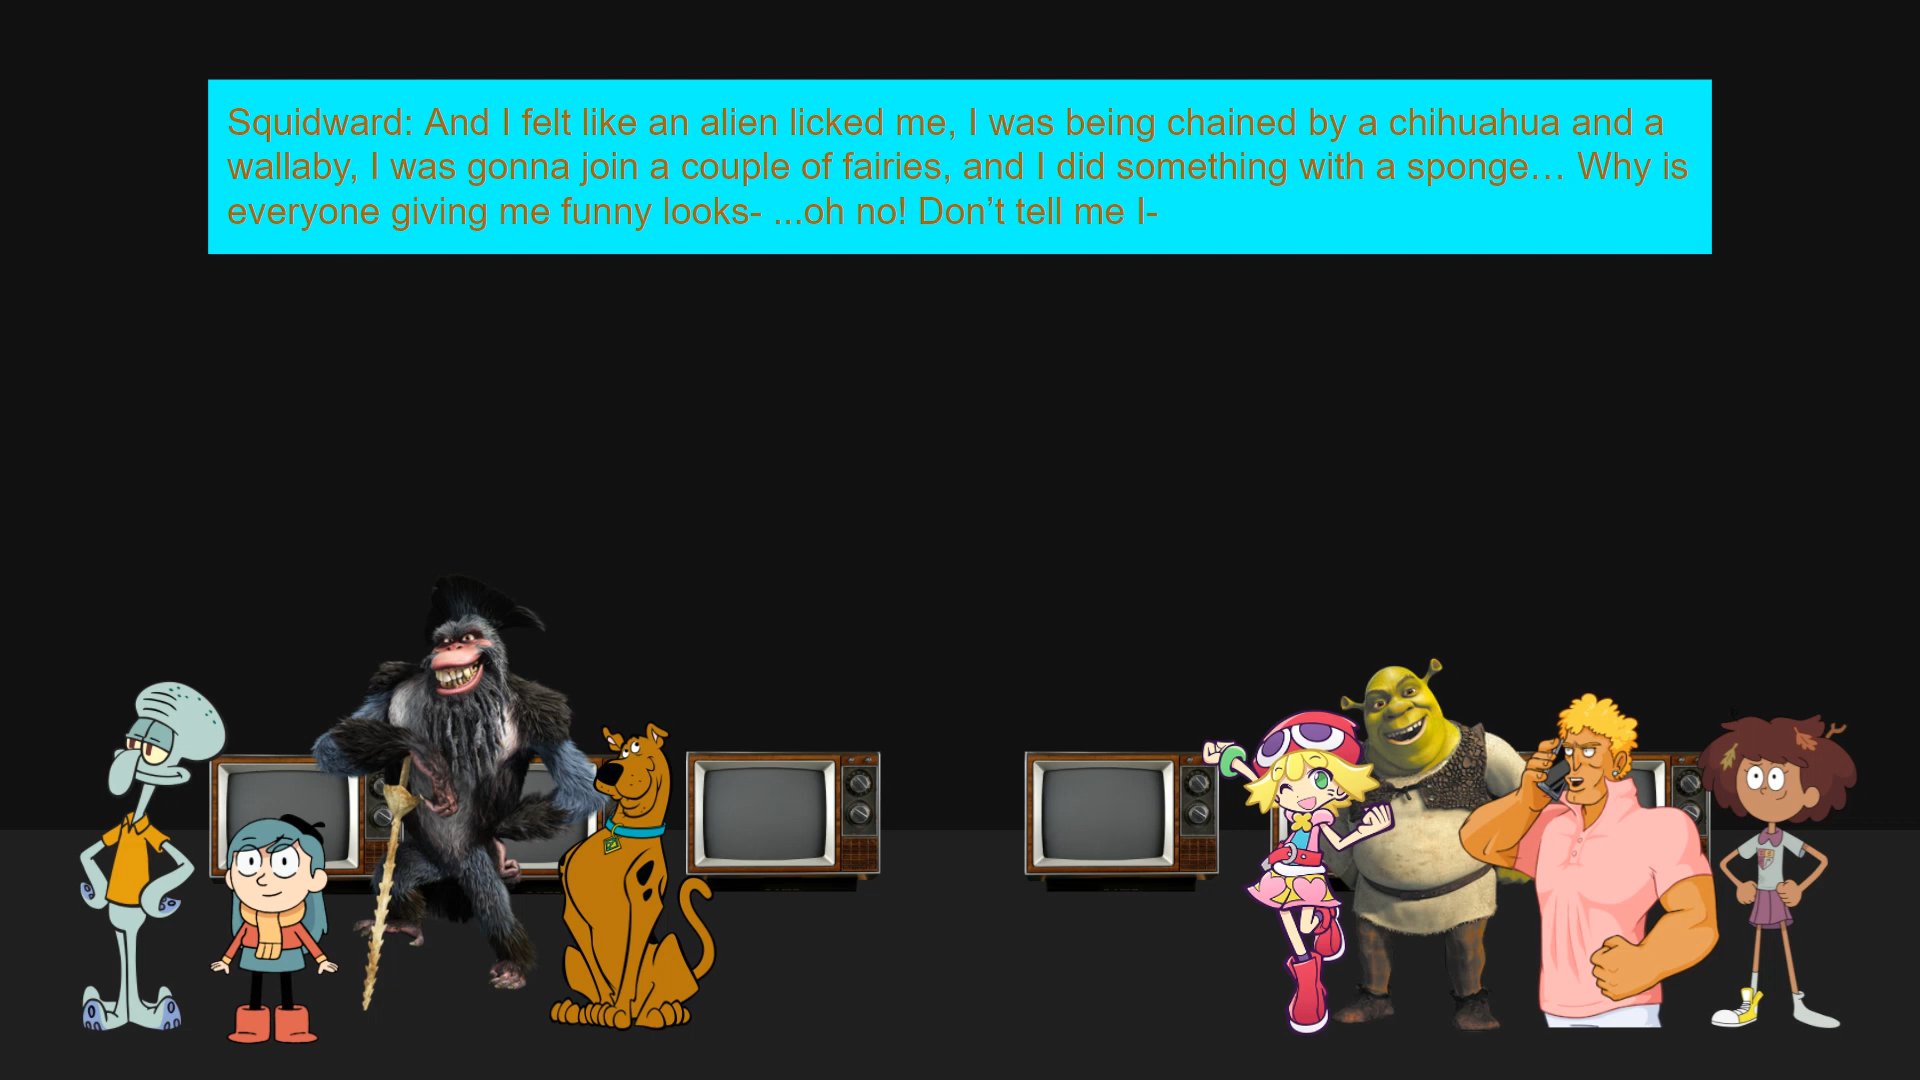 Squidward: And I felt like an alien licked me, I was being chained by a chihuahua and a
wallaby, I was gonna join a couple of fairies, and I did something with a sponge… Why is
everyone giving me funny looks- ...oh no! Don’t tell me I-